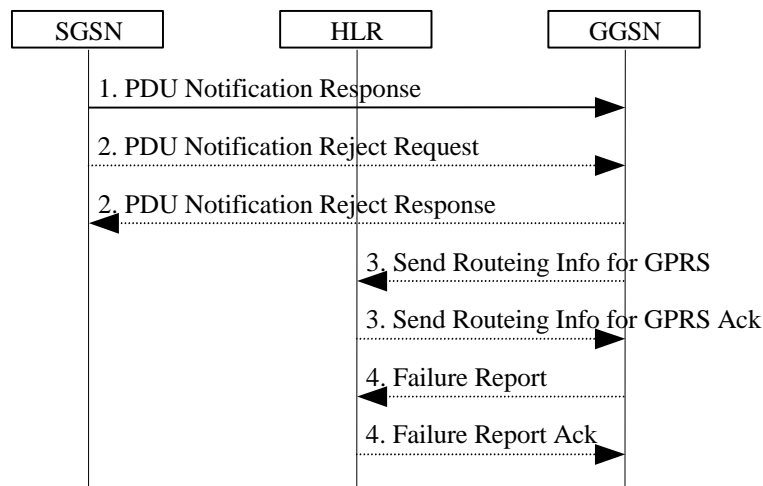 SGSN HLR GGSN
1. PDU Notification Response
2. PDU Notification Reject Request
2. PDU Notification Reject Response
3. Send Routeing Info for GPRS
3. Send Routeing Info for GPRS Ack
4. Failure Report
4. Failure Report Ack